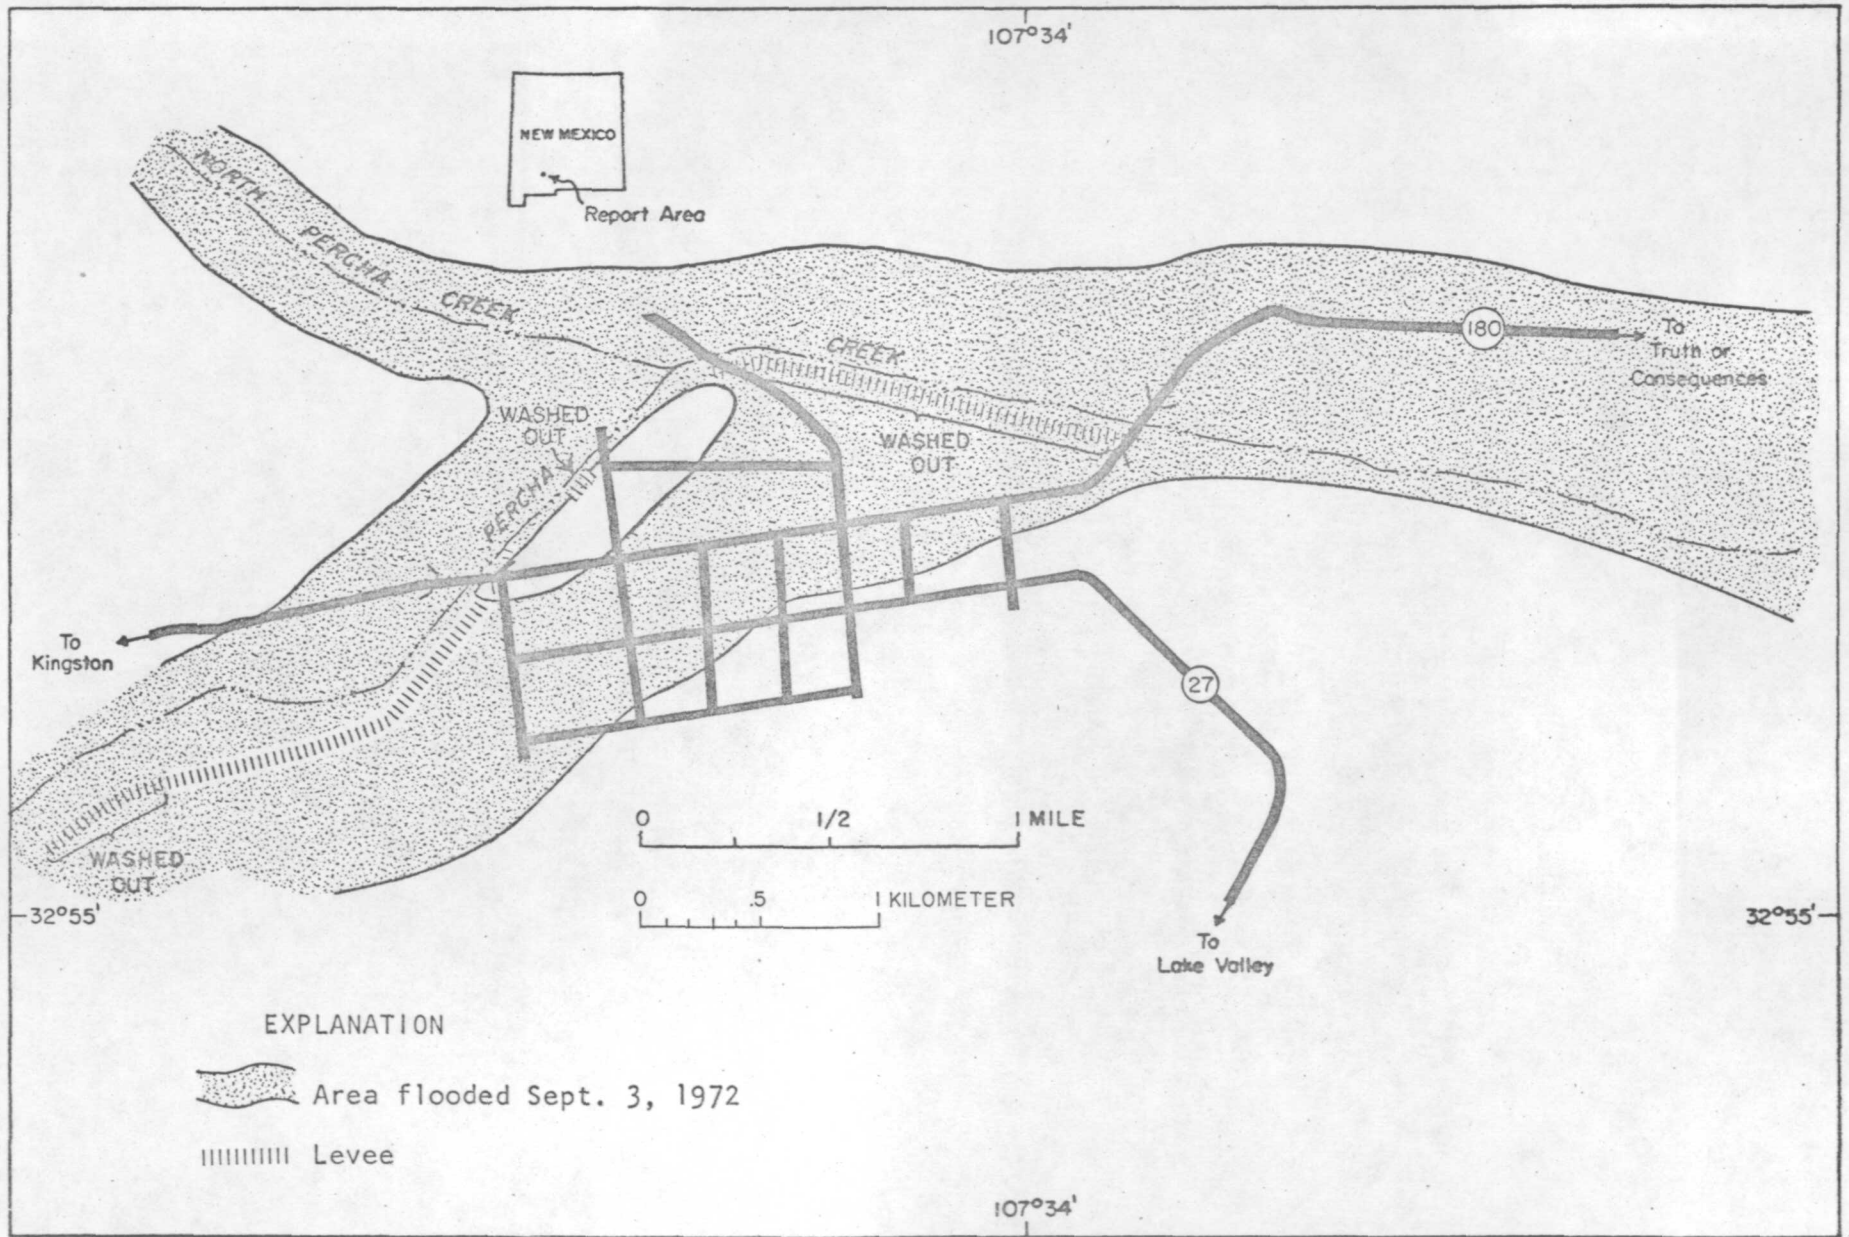 107°34'
NEW MEXICO
Report Area
NORTH PERCHA CREEK
CREEK
180
To
Truth or
Consequences
WASHED
OUT
WASHED
OUT
PERCHA
To
Kingston
27
0 1/2 1 MILE
WASHED
OUT
0 .5 1 KILOMETER
32°55'
32°55'
To
Lake Valley
EXPLANATION
Area flooded Sept. 3, 1972
Levee
107°34'